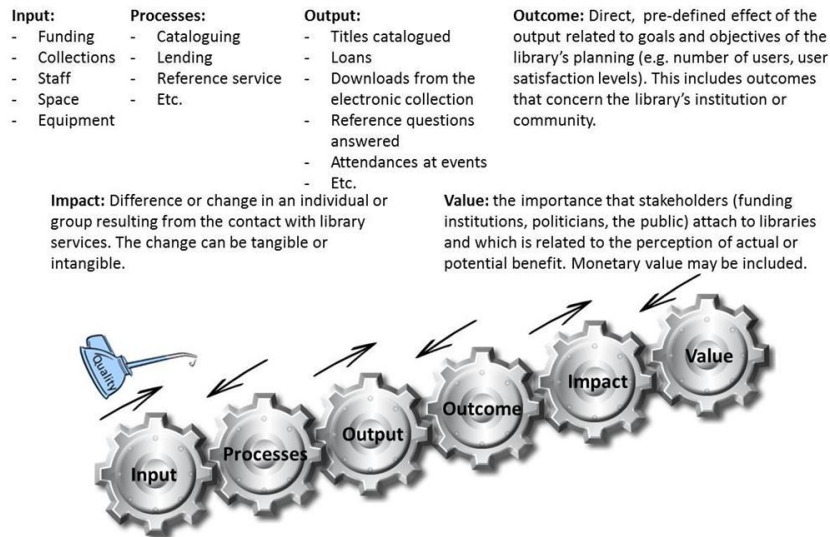 Input:
- Funding
- Collections
- Staff
- Space
- Equipment
Processes:
- Cataloguing
- Lending
- Reference service
- Etc.
Output:
- Titles catalogued
- Loans
- Downloads from the
electronic collection
- Reference questions
answered
- Attendances at events
- Etc.
Outcome: Direct, pre-defined effect of the
output related to goals and objectives of the
library's planning (e.g. number of users, user
satisfaction levels). This includes outcomes
that concern the library's institution or
community.
Impact: Difference or change in an individual or
group resulting from the contact with library
services. The change can be tangible or
intangible.
Value: the importance that stakeholders (funding
institutions, politicians, the public) attach to libraries
and which is related to the perception of actual or
potential benefit. Monetary value may be included.
Quality
Input
Processes
Output
Outcome
Impact
Value